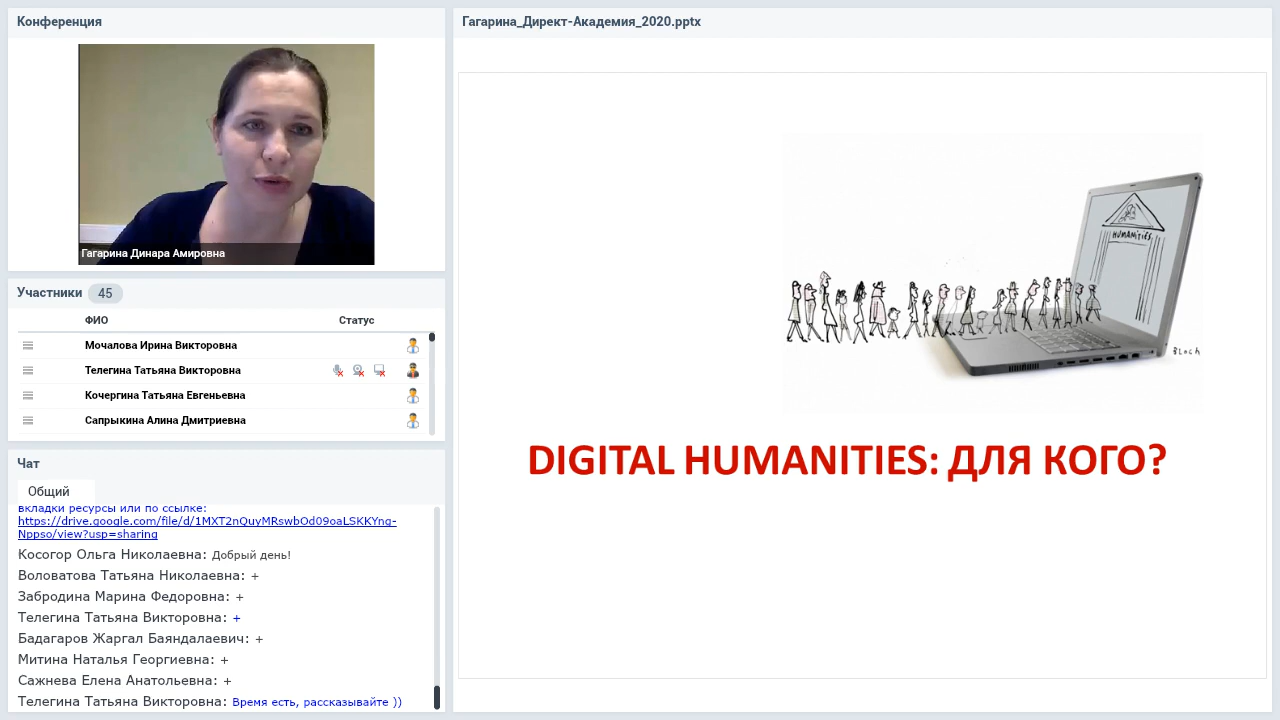 Конференция
Гагарина Динара Амировна
Участники 45
ФИО Статус
Мочалова Ирина Викторовна
Телегина Татьяна Викторовна
Кочергина Татьяна Евгеньевна
Сапрыкина Алина Дмитриевна
Чат
Общий
вкладки ресурсы или по ссылке:
https://drive.google.com/file/d/1MXT2nQuyMRswbOd09oaLSKKYng-
Nppso/view?usp=sharing
Косогор Ольга Николаевна: Добрый день!
Воловатова Татьяна Николаевна: +
Забродина Марина Федоровна: +
Телегина Татьяна Викторовна: +
Бадагаров Жаргал Баяндалаевич: +
Митина Наталья Георгиевна: +
Сажнева Елена Анатольевна: +
Телегина Татьяна Викторовна: Время есть, рассказывайте ))
Гагарина_Директ-Академия_2020.pptx
HUMANITIES
BLOCH
DIGITAL HUMANITIES: ДЛЯ КОГО?